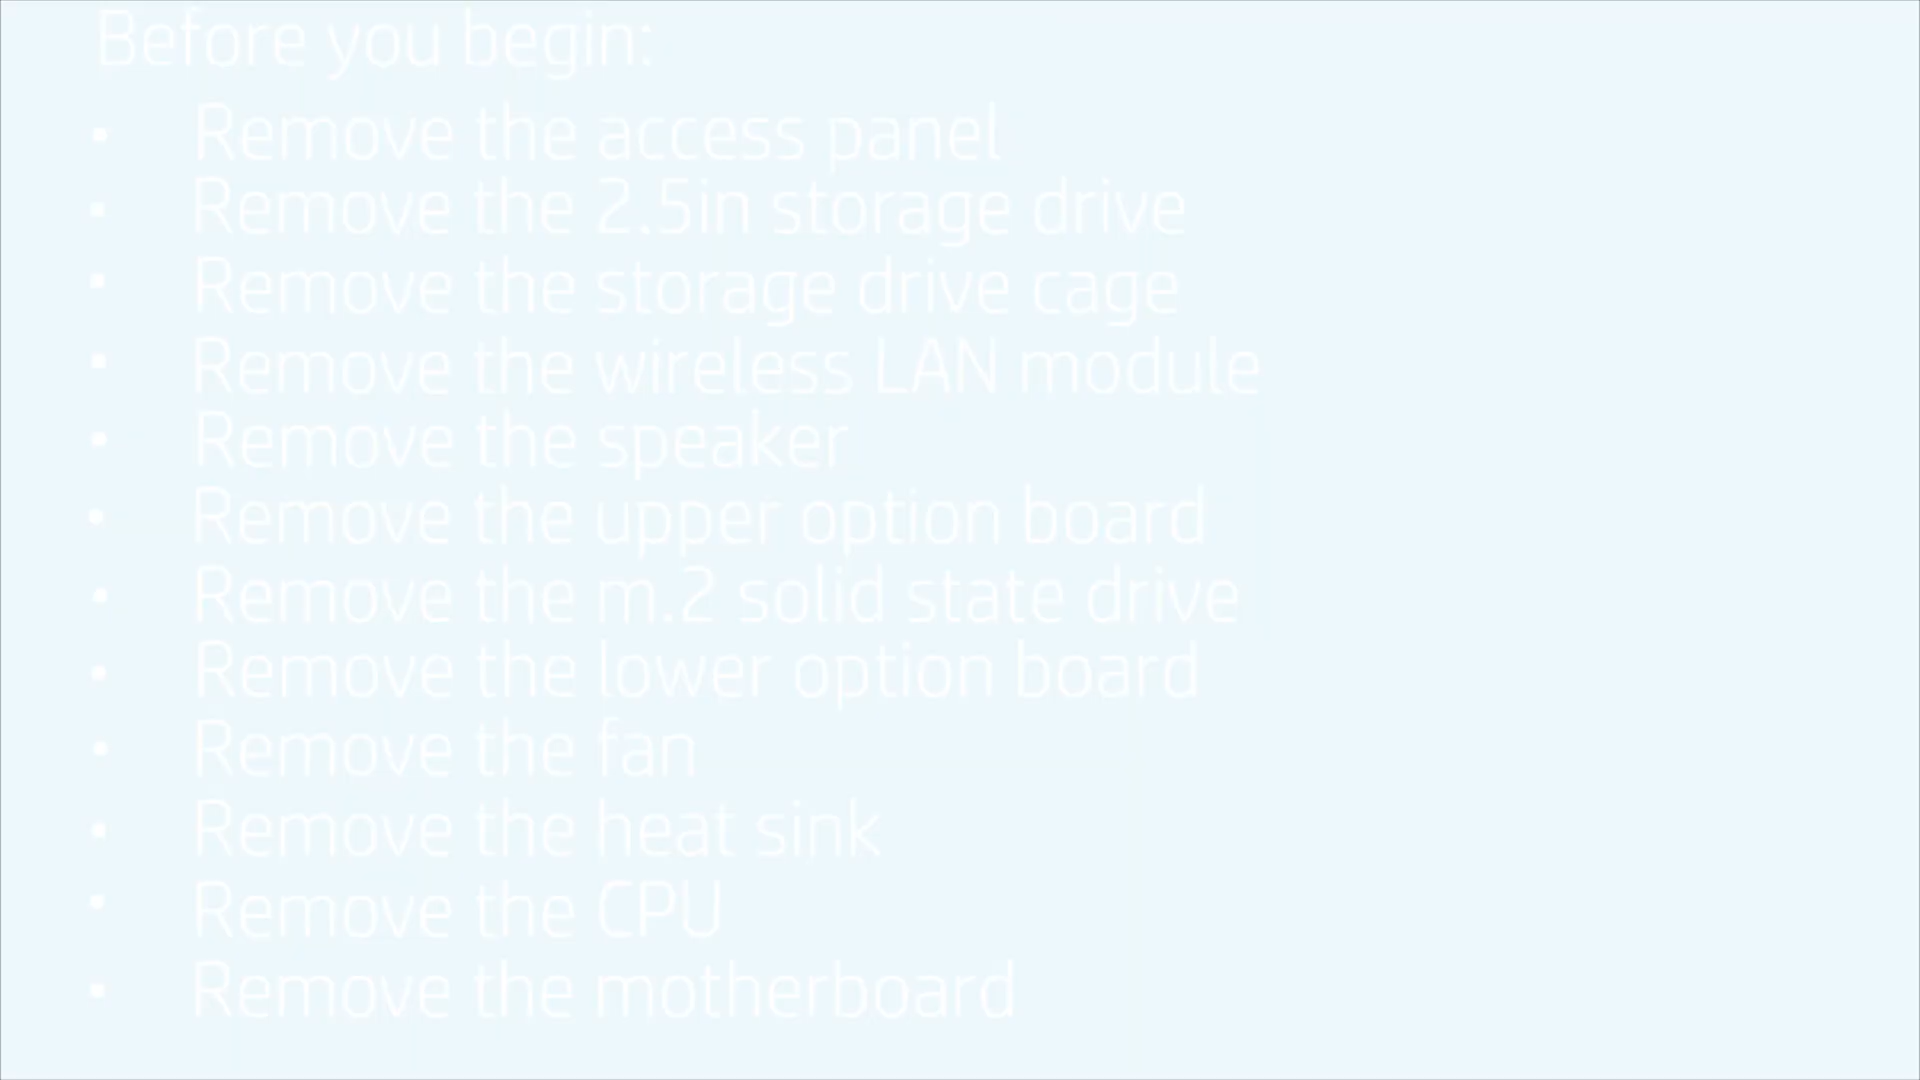 Before you begin:
• Remove the access panel
• Remove the 2.5in storage drive
• Remove the storage drive cage
• Remove the wireless LAN module
• Remove the speaker
• Remove the upper option board
• Remove the m.2 solid state drive
• Remove the lower option board
• Remove the fan
• Remove the heat sink
• Remove the CPU
• Remove the motherboard